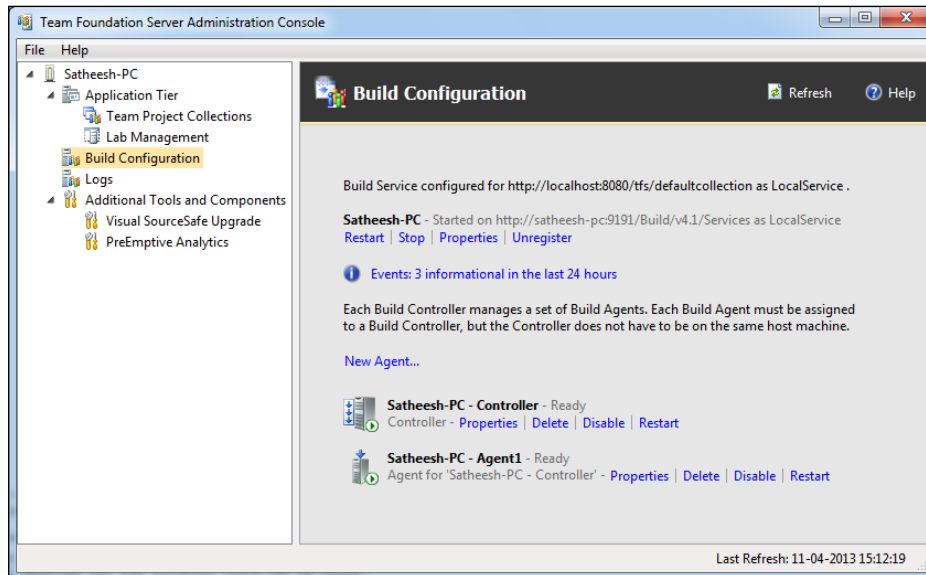 Team Foundation Server Administration Console
File Help
Satheesh-PC
Application Tier
Team Project Collections
Lab Management
Build Configuration
Logs
Additional Tools and Components
Visual SourceSafe Upgrade
PreEmptive Analytics
Build Configuration
Refresh
Help
Build Service configured for http://localhost:8080/tfs/defaultcollection as LocalService .
Satheesh-PC - Started on http://satheesh-pc:9191/Build/v4.1/Services as LocalService
Restart | Stop | Properties | Unregister
Events: 3 informational in the last 24 hours
Each Build Controller manages a set of Build Agents. Each Build Agent must be assigned
to a Build Controller, but the Controller does not have to be on the same host machine.
New Agent...
Satheesh-PC - Controller - Ready
Controller - Properties | Delete | Disable | Restart
Satheesh-PC - Agent1 - Ready
Agent for 'Satheesh-PC - Controller' - Properties | Delete | Disable | Restart
Last Refresh: 11-04-2013 15:12:19